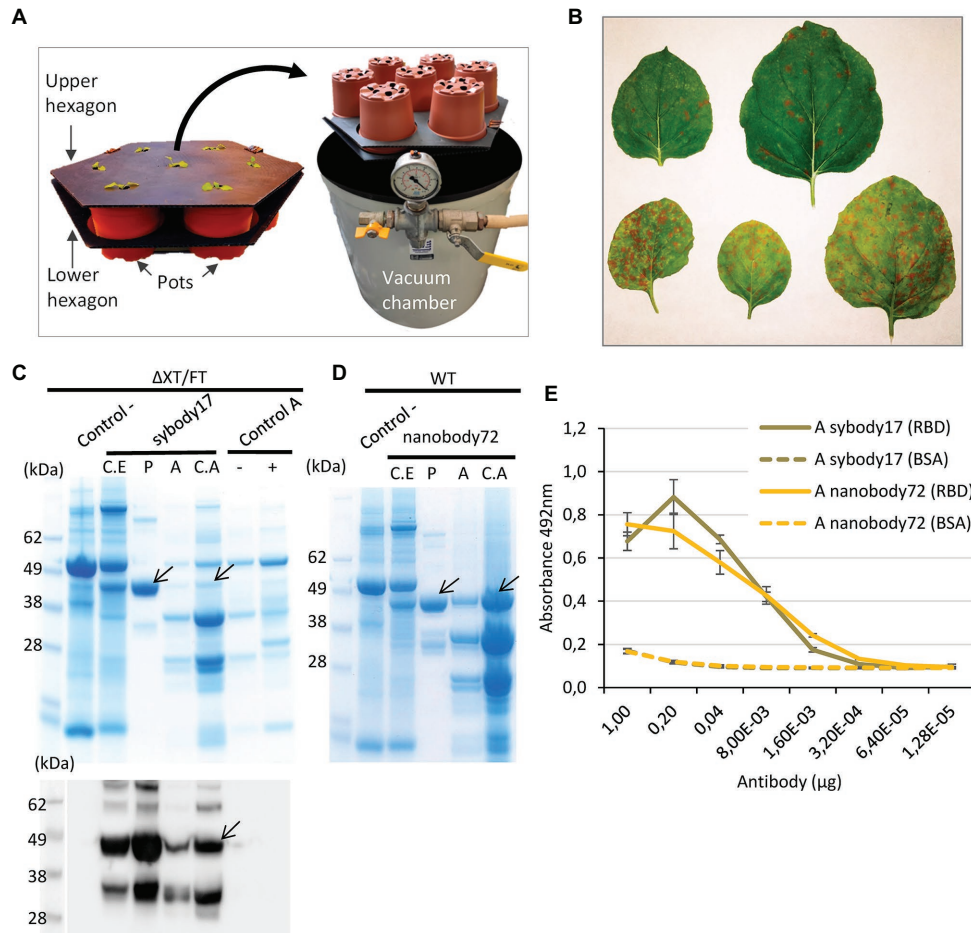 A
Upper
hexagon
Lower
hexagon
Pots
Vacuum
chamber
B
C
ΔXT/FT
Control -
sybody17
Control A
(kDa)
C.E P A C.A - +
62
49
38
28
(kDa)
62
49
38
28
D
WT
Control -
nanobody72
(kDa)
C.E P A C.A
62
49
38
28
E
A sybody17 (RBD)
A sybody17 (BSA)
A nanobody72 (RBD)
A nanobody72 (BSA)
Absorbance 492nm
1,2
1,0
0,8
0,6
0,4
0,2
0,0
1,00
0,20
0,04
8,00E-03
1,60E-03
3,20E-04
6,40E-05
1,28E-05
Antibody (µg)